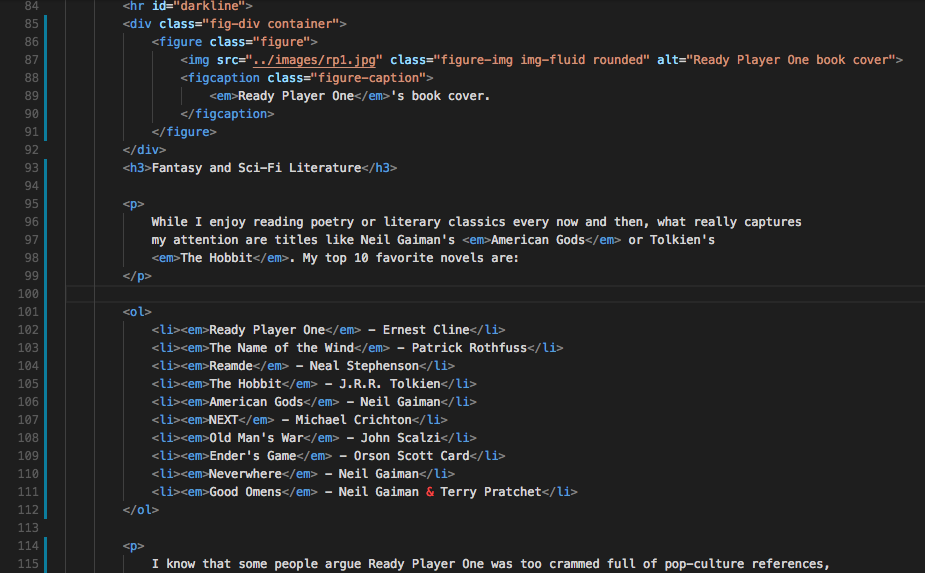 84 <hr id="darkline">
85 <div class="fig-div container">
86 <figure class="figure">
87 <img src="../images/rp1.jpg" class="figure-img img-fluid rounded" alt="Ready Player One book cover">
88 <figcaption class="figure-caption">
89 <em>Ready Player One</em>'s book cover.
90 </figcaption>
91 </figure>
92 </div>
93 <h3>Fantasy and Sci-Fi Literature</h3>
94
95 <p>
96 While I enjoy reading poetry or literary classics every now and then, what really captures
97 my attention are titles like Neil Gaiman's <em>American Gods</em> or Tolkien's
98 <em>The Hobbit</em>. My top 10 favorite novels are:
99 </p>
100
101 <ol>
102 <li><em>Ready Player One</em> – Ernest Cline</li>
103 <li><em>The Name of the Wind</em> – Patrick Rothfuss</li>
104 <li><em>Reamde</em> – Neal Stephenson</li>
105 <li><em>The Hobbit</em> – J.R.R. Tolkien</li>
106 <li><em>American Gods</em> – Neil Gaiman</li>
107 <li><em>NEXT</em> – Michael Crichton</li>
108 <li><em>Old Man's War</em> – John Scalzi</li>
109 <li><em>Ender's Game</em> – Orson Scott Card</li>
110 <li><em>Neverwhere</em> – Neil Gaiman</li>
111 <li><em>Good Omens</em> – Neil Gaiman & Terry Pratchet</li>
112 </ol>
113
114 <p>
115 I know that some people argue Ready Player One was too crammed full of pop-culture references,